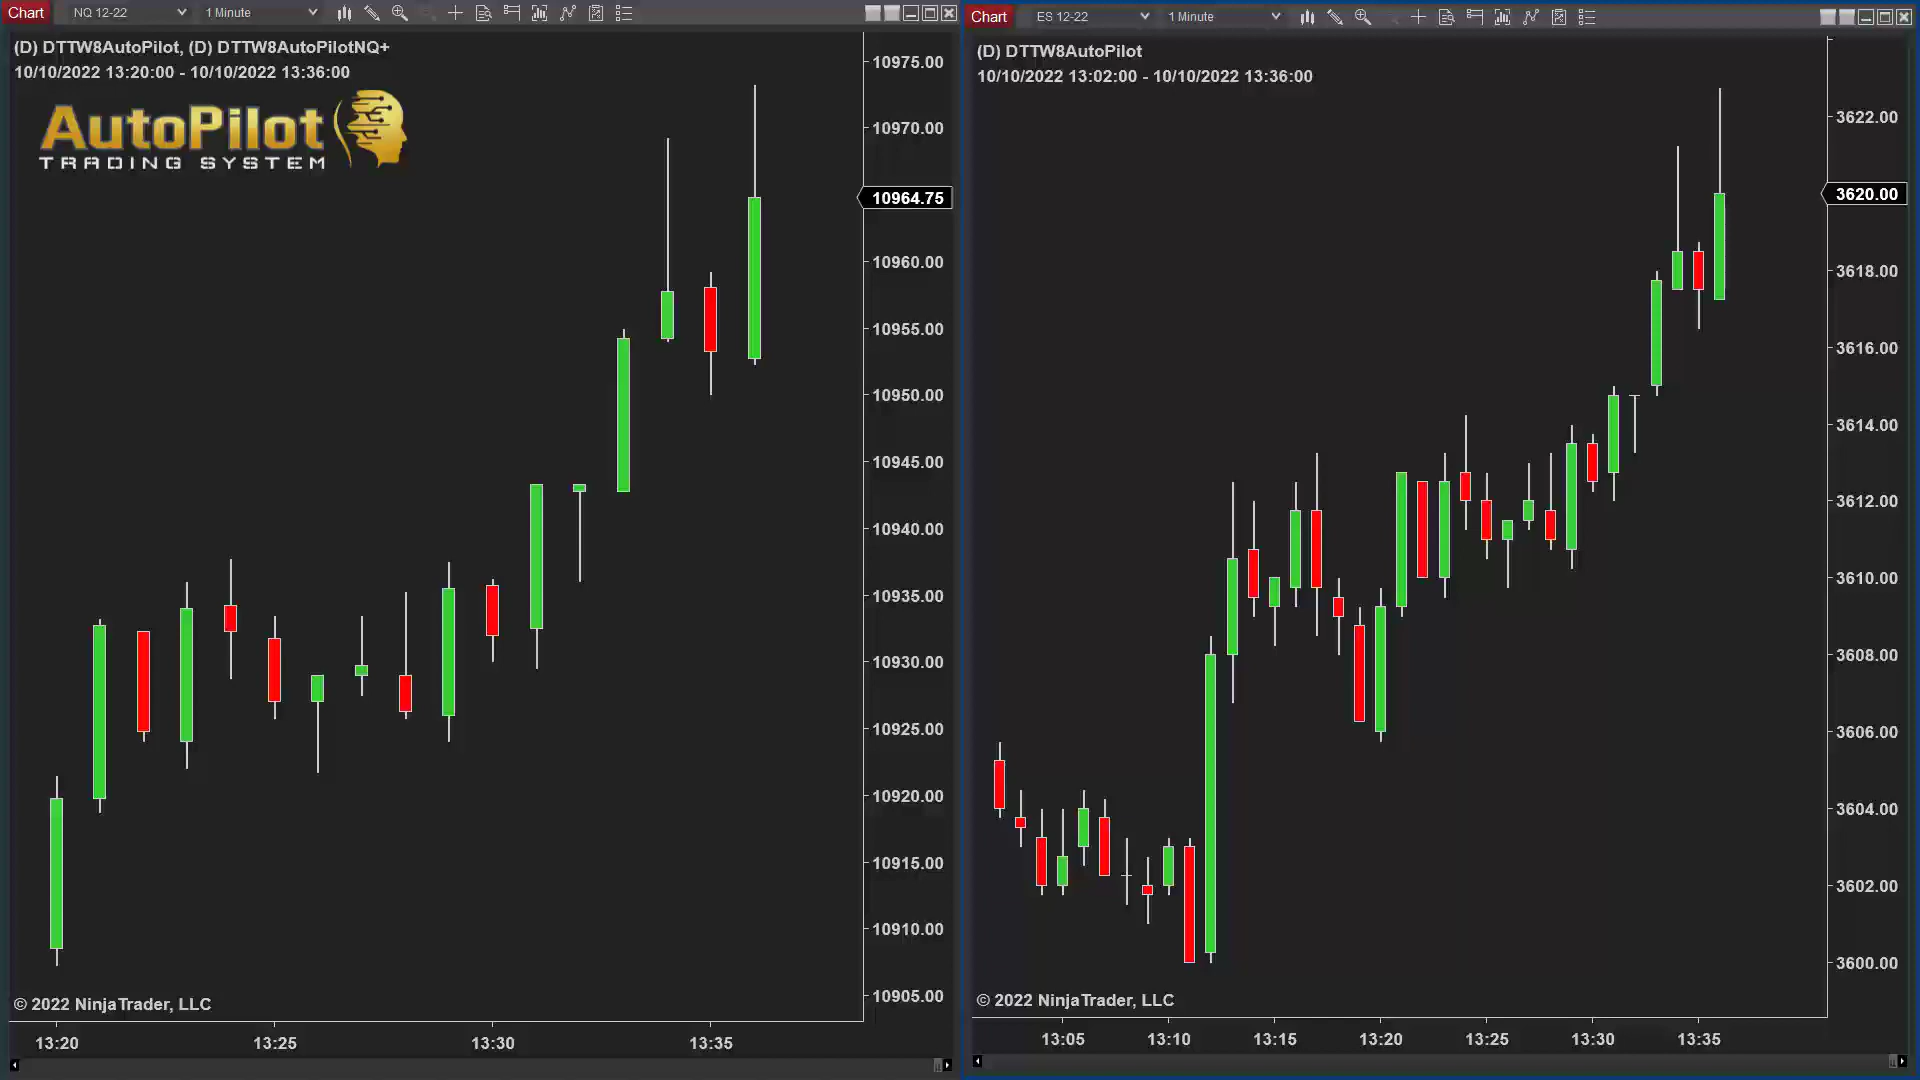 Chart NQ 12-22 1 Minute
(D) DTTW8AutoPilot, (D) DTTW8AutoPilotNQ+
10/10/2022 13:20:00 - 10/10/2022 13:36:00
AutoPilot
TRADING SYSTEM
10975.00
10970.00
10964.75
10960.00
10955.00
10950.00
10945.00
10940.00
10935.00
10930.00
10925.00
10920.00
10915.00
10910.00
10905.00
© 2022 NinjaTrader, LLC
13:20 13:25 13:30 13:35
Chart ES 12-22 1 Minute
(D) DTTW8AutoPilot
10/10/2022 13:02:00 - 10/10/2022 13:36:00
3622.00
3620.00
3618.00
3616.00
3614.00
3612.00
3610.00
3608.00
3606.00
3604.00
3602.00
3600.00
© 2022 NinjaTrader, LLC
13:05 13:10 13:15 13:20 13:25 13:30 13:35